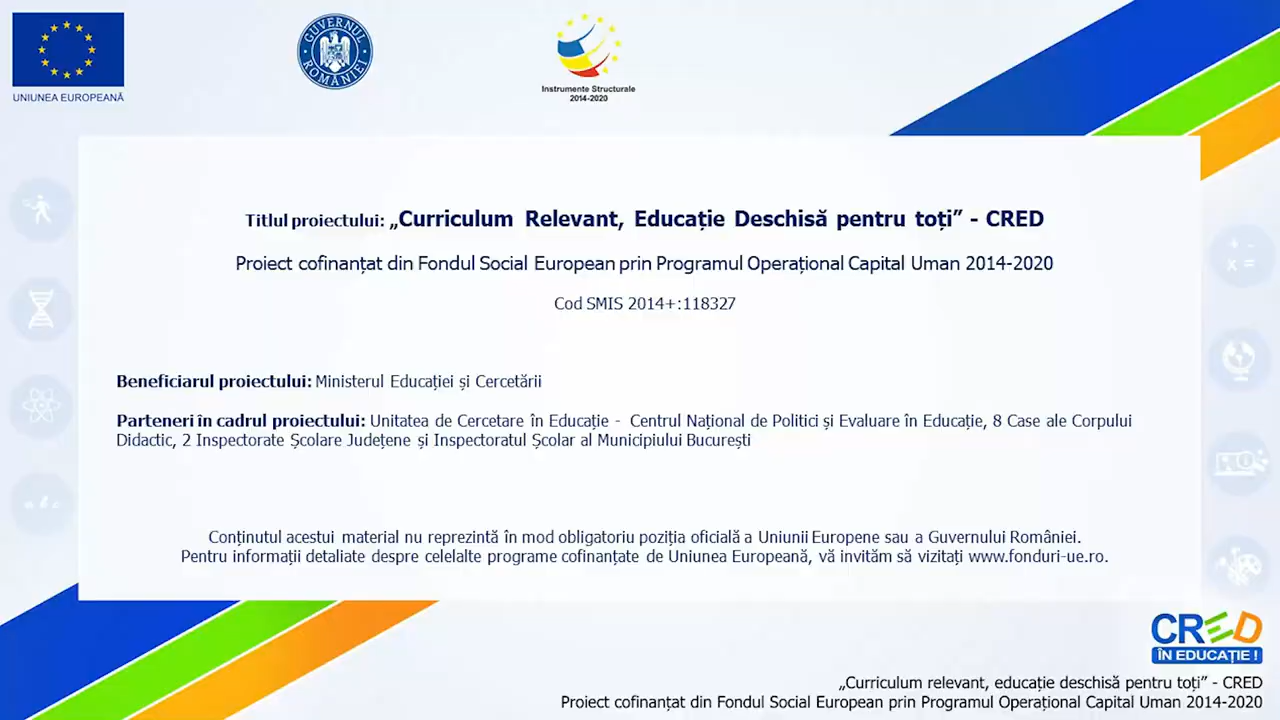 UNIUNEA EUROPEANĂ
GUVERNUL ROMÂNIEI
Instrumente Structurale
2014-2020
Titlul proiectului: „Curriculum Relevant, Educație Deschisă pentru toți” - CRED
Proiect cofinanțat din Fondul Social European prin Programul Operațional Capital Uman 2014-2020
Cod SMIS 2014+:118327
Beneficiarul proiectului: Ministerul Educației și Cercetării
Parteneri în cadrul proiectului: Unitatea de Cercetare în Educație - Centrul Național de Politici și Evaluare în Educație, 8 Case ale Corpului
Didactic, 2 Inspectorate Școlare Județene și Inspectoratul Școlar al Municipiului București
Conținutul acestui material nu reprezintă în mod obligatoriu poziția oficială a Uniunii Europene sau a Guvernului României.
Pentru informații detaliate despre celelalte programe cofinanțate de Uniunea Europeană, vă invităm să vizitați www.fonduri-ue.ro.
a b c
CRED
ÎN EDUCAȚIE !
„Curriculum relevant, educație deschisă pentru toți” - CRED
Proiect cofinanțat din Fondul Social European prin Programul Operațional Capital Uman 2014-2020